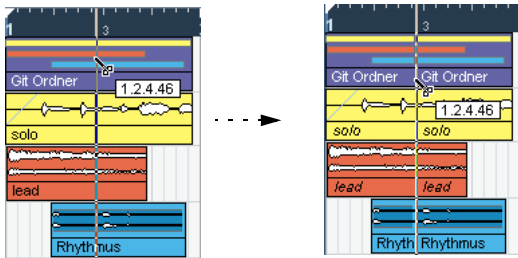 1
3
Git Ordner
1.2.4.46
solo
lead
Rhythmus
1
3
Git Ordner Git Ordner
1.2.4.46
solo solo
lead lead
Rhyth Rhythmus